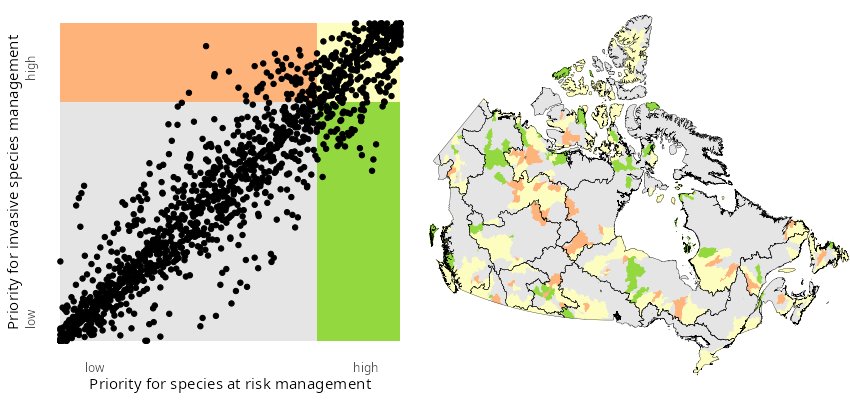 Priority for invasive species management
high
low
low
high
Priority for species at risk management